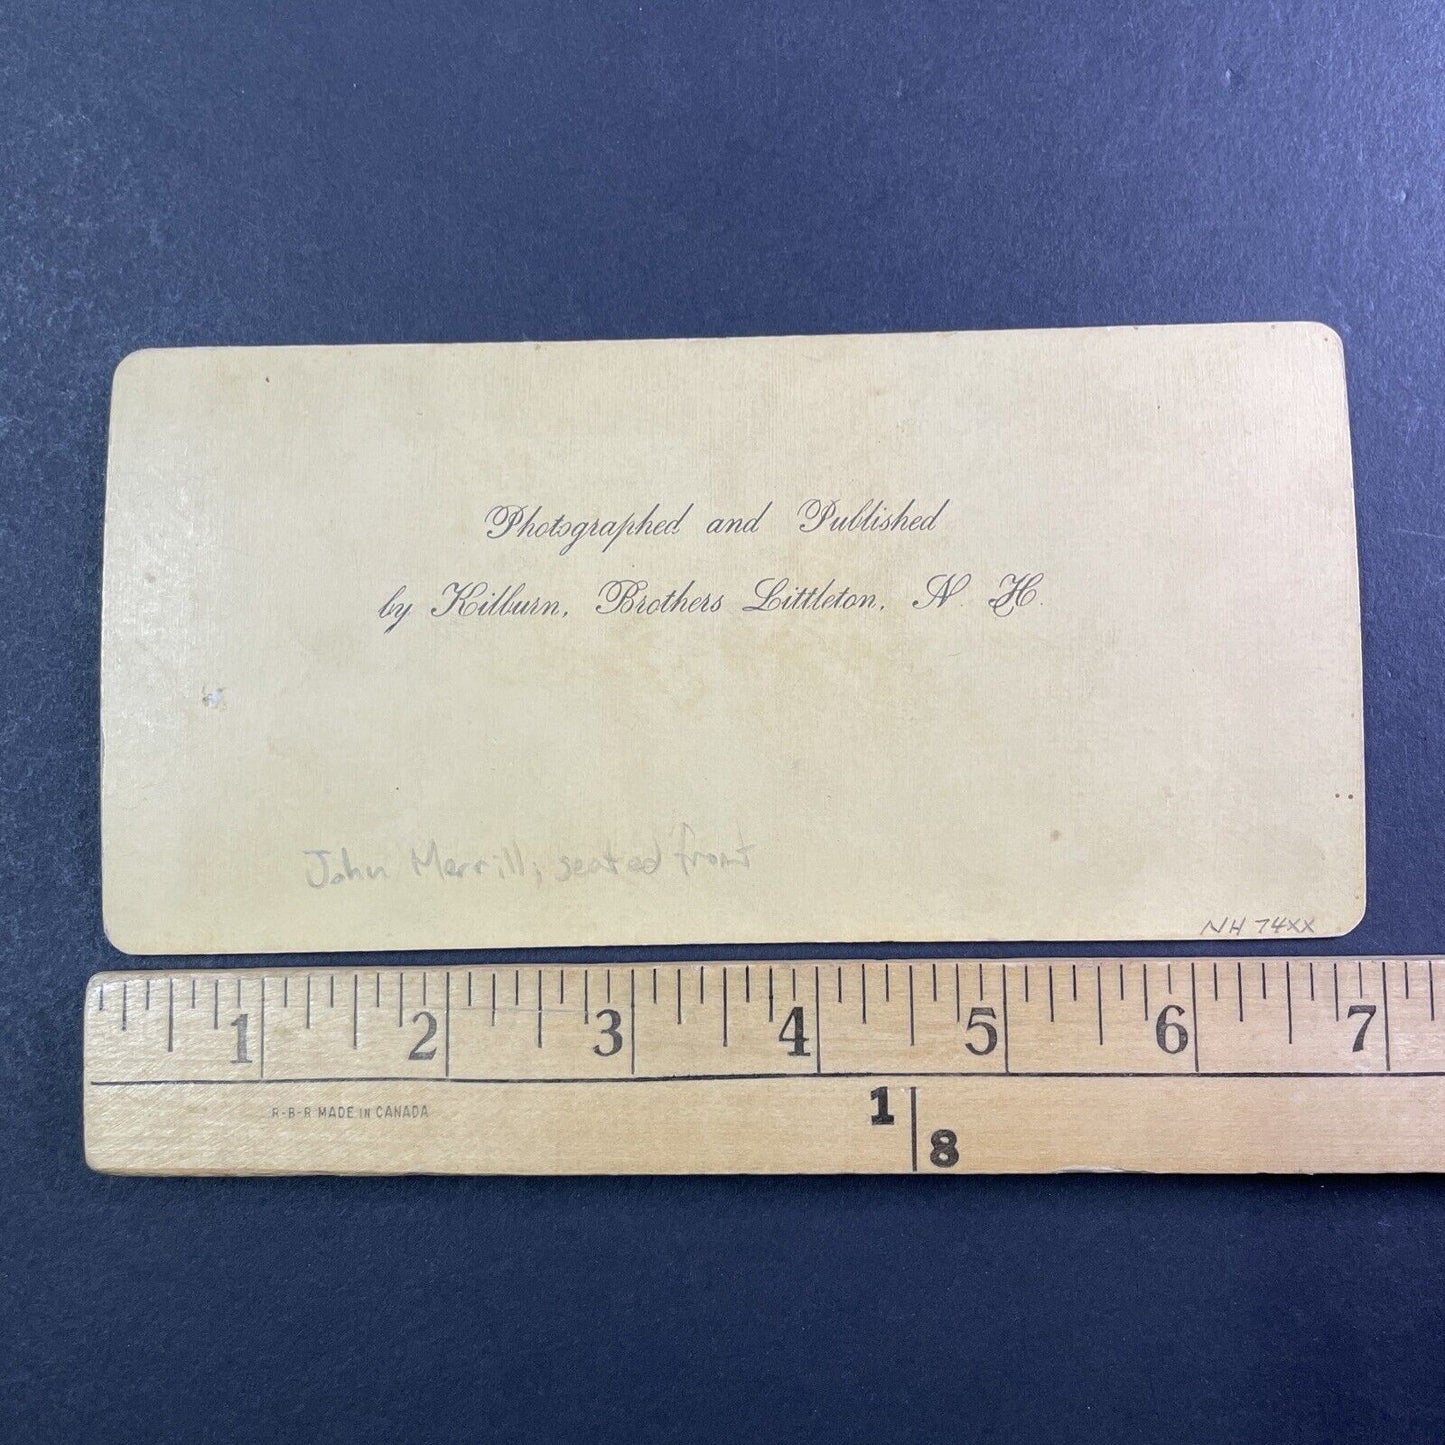 Photographed and Published
by Kilburn, Brothers Littleton, N. H.
John Merrill; seated front
NH 74XX
1 2 3 4 5 6 7
R-B-R MADE IN CANADA
1 8